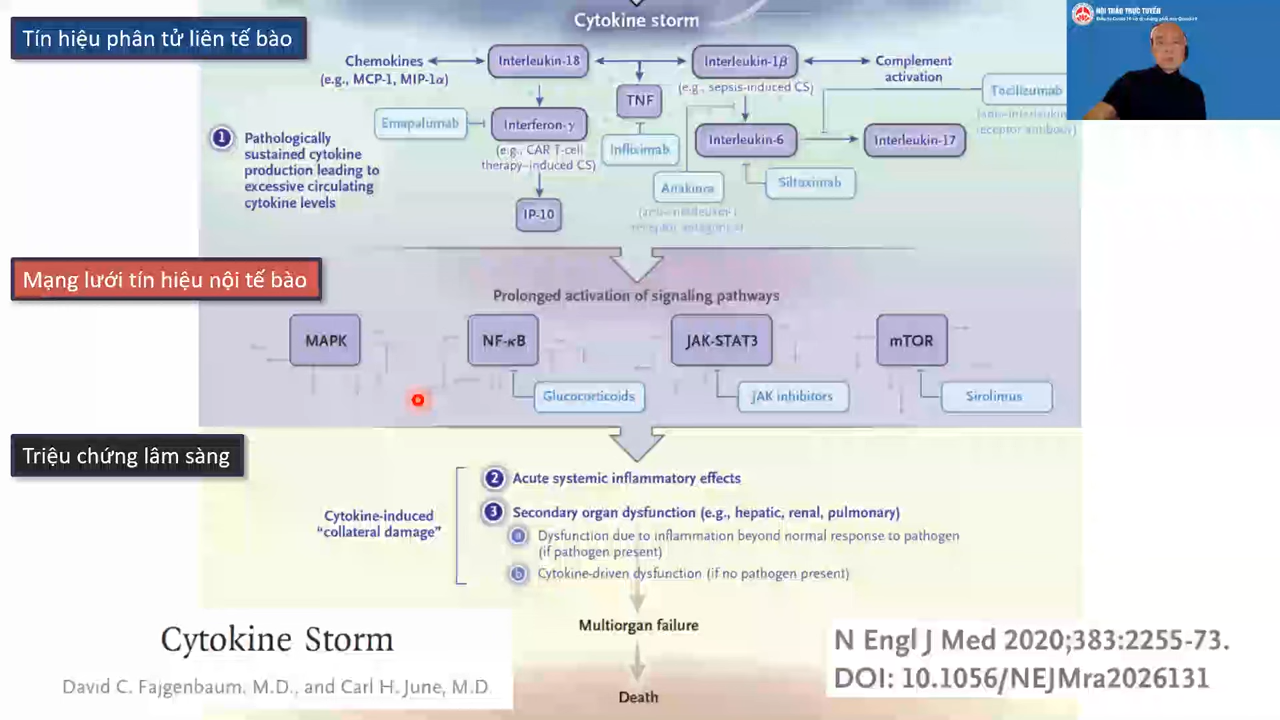 Cytokine storm
HỘI THẢO TRỰC TUYẾN
Tín hiệu phân tử liên tế bào
Chemokines
(e.g., MCP-1, MIP-1α)
Interleukin-18
TNF
Interleukin-1β
(e.g., sepsis-induced CS)
Complement
activation
Tocilizumab
receptor antibody)
Emapalumab
Interferon-γ
(e.g., CAR T-cell
therapy–induced CS)
Infliximab
Interleukin-6
Interleukin-17
1 Pathologically
sustained cytokine
production leading to
excessive circulating
cytokine levels
Anakinra
Siltuximab
IP-10
Mạng lưới tín hiệu nội tế bào
Prolonged activation of signaling pathways
MAPK
NF-κB
JAK-STAT3
mTOR
Glucocorticoids
JAK inhibitors
Sirolimus
Triệu chứng lâm sàng
Cytokine-induced
“collateral damage”
2 Acute systemic inflammatory effects
3 Secondary organ dysfunction (e.g., hepatic, renal, pulmonary)
a Dysfunction due to inflammation beyond normal response to pathogen
(if pathogen present)
b Cytokine-driven dysfunction (if no pathogen present)
Multiorgan failure
Death
Cytokine Storm
David C. Fajgenbaum, M.D., and Carl H. June, M.D.
N Engl J Med 2020;383:2255-73.
DOI: 10.1056/NEJMra2026131